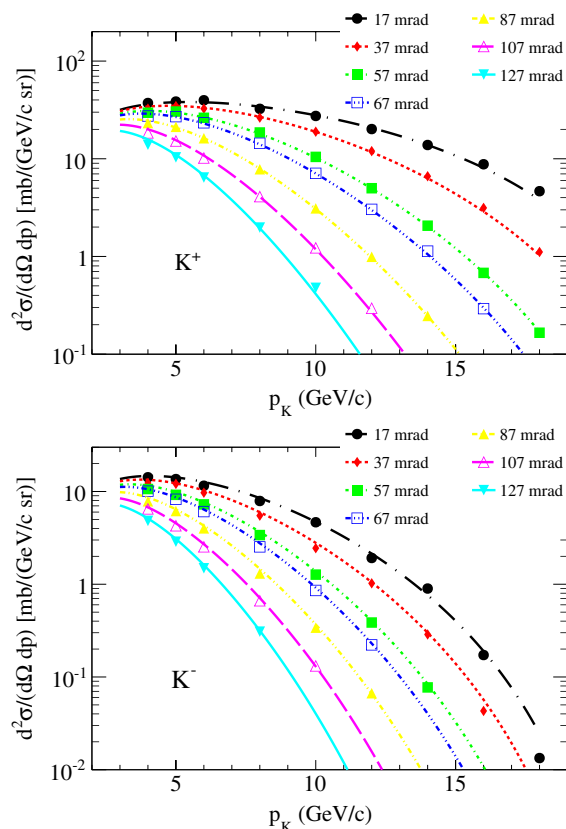 17 mrad
37 mrad
57 mrad
67 mrad
87 mrad
107 mrad
127 mrad
d²σ/(dΩ dp) [mb/(GeV/c sr)]
10²
10
1
10⁻¹
K⁺
5 10 15
p_K (GeV/c)
17 mrad
37 mrad
57 mrad
67 mrad
87 mrad
107 mrad
127 mrad
d²σ/(dΩ dp) [mb/(GeV/c sr)]
10
1
10⁻¹
10⁻²
K⁻
5 10 15
p_K (GeV/c)